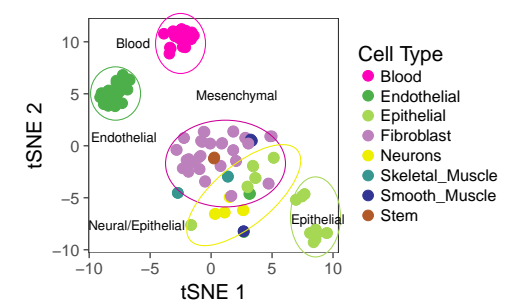 Blood
Mesenchymal
Endothelial
Neural/Epithelial
Epithelial
10
5
0
−5
−10
−10 −5 0 5 10
tSNE 1
tSNE 2
Cell Type
Blood
Endothelial
Epithelial
Fibroblast
Neurons
Skeletal_Muscle
Smooth_Muscle
Stem